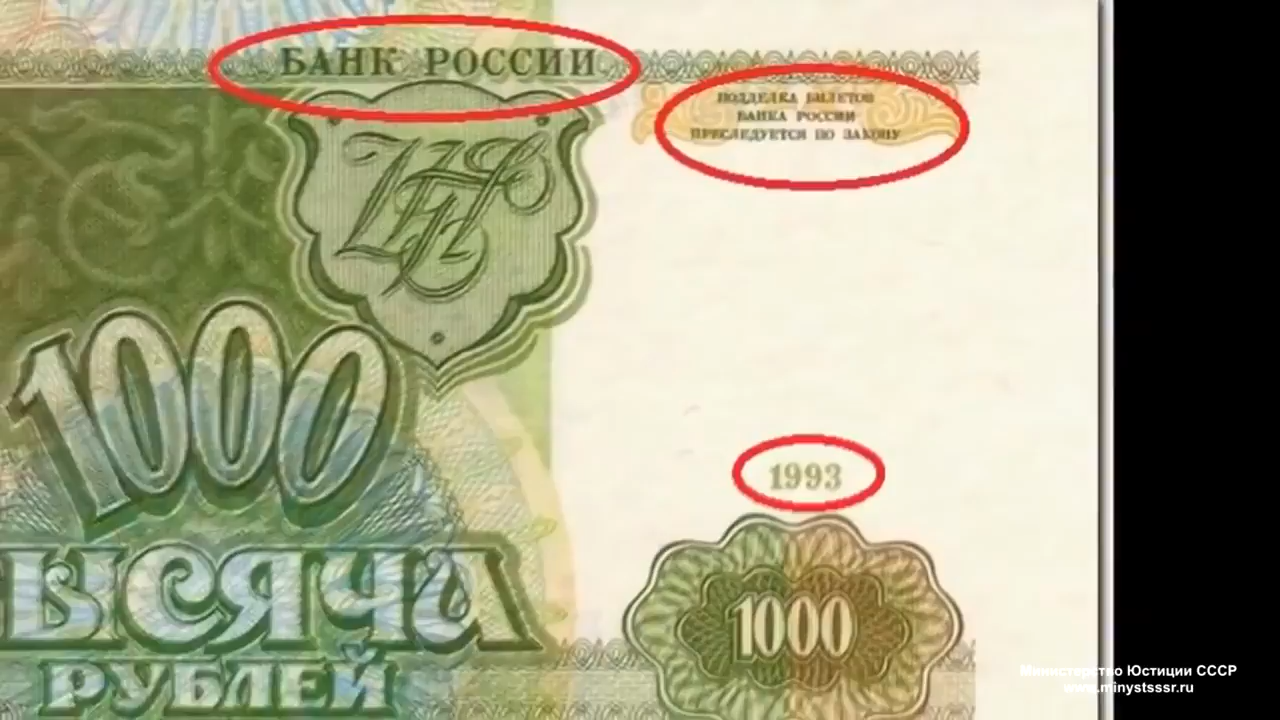 БАНК РОССИИ
ПОДДЕЛКА БИЛЕТОВ
БАНКА РОССИИ
ПРЕСЛЕДУЕТСЯ ПО ЗАКОНУ
1000
1993
ЫСЯЧА
1000
РУБЛЕЙ
Министерство Юстиции СССР
www.minystsssr.ru